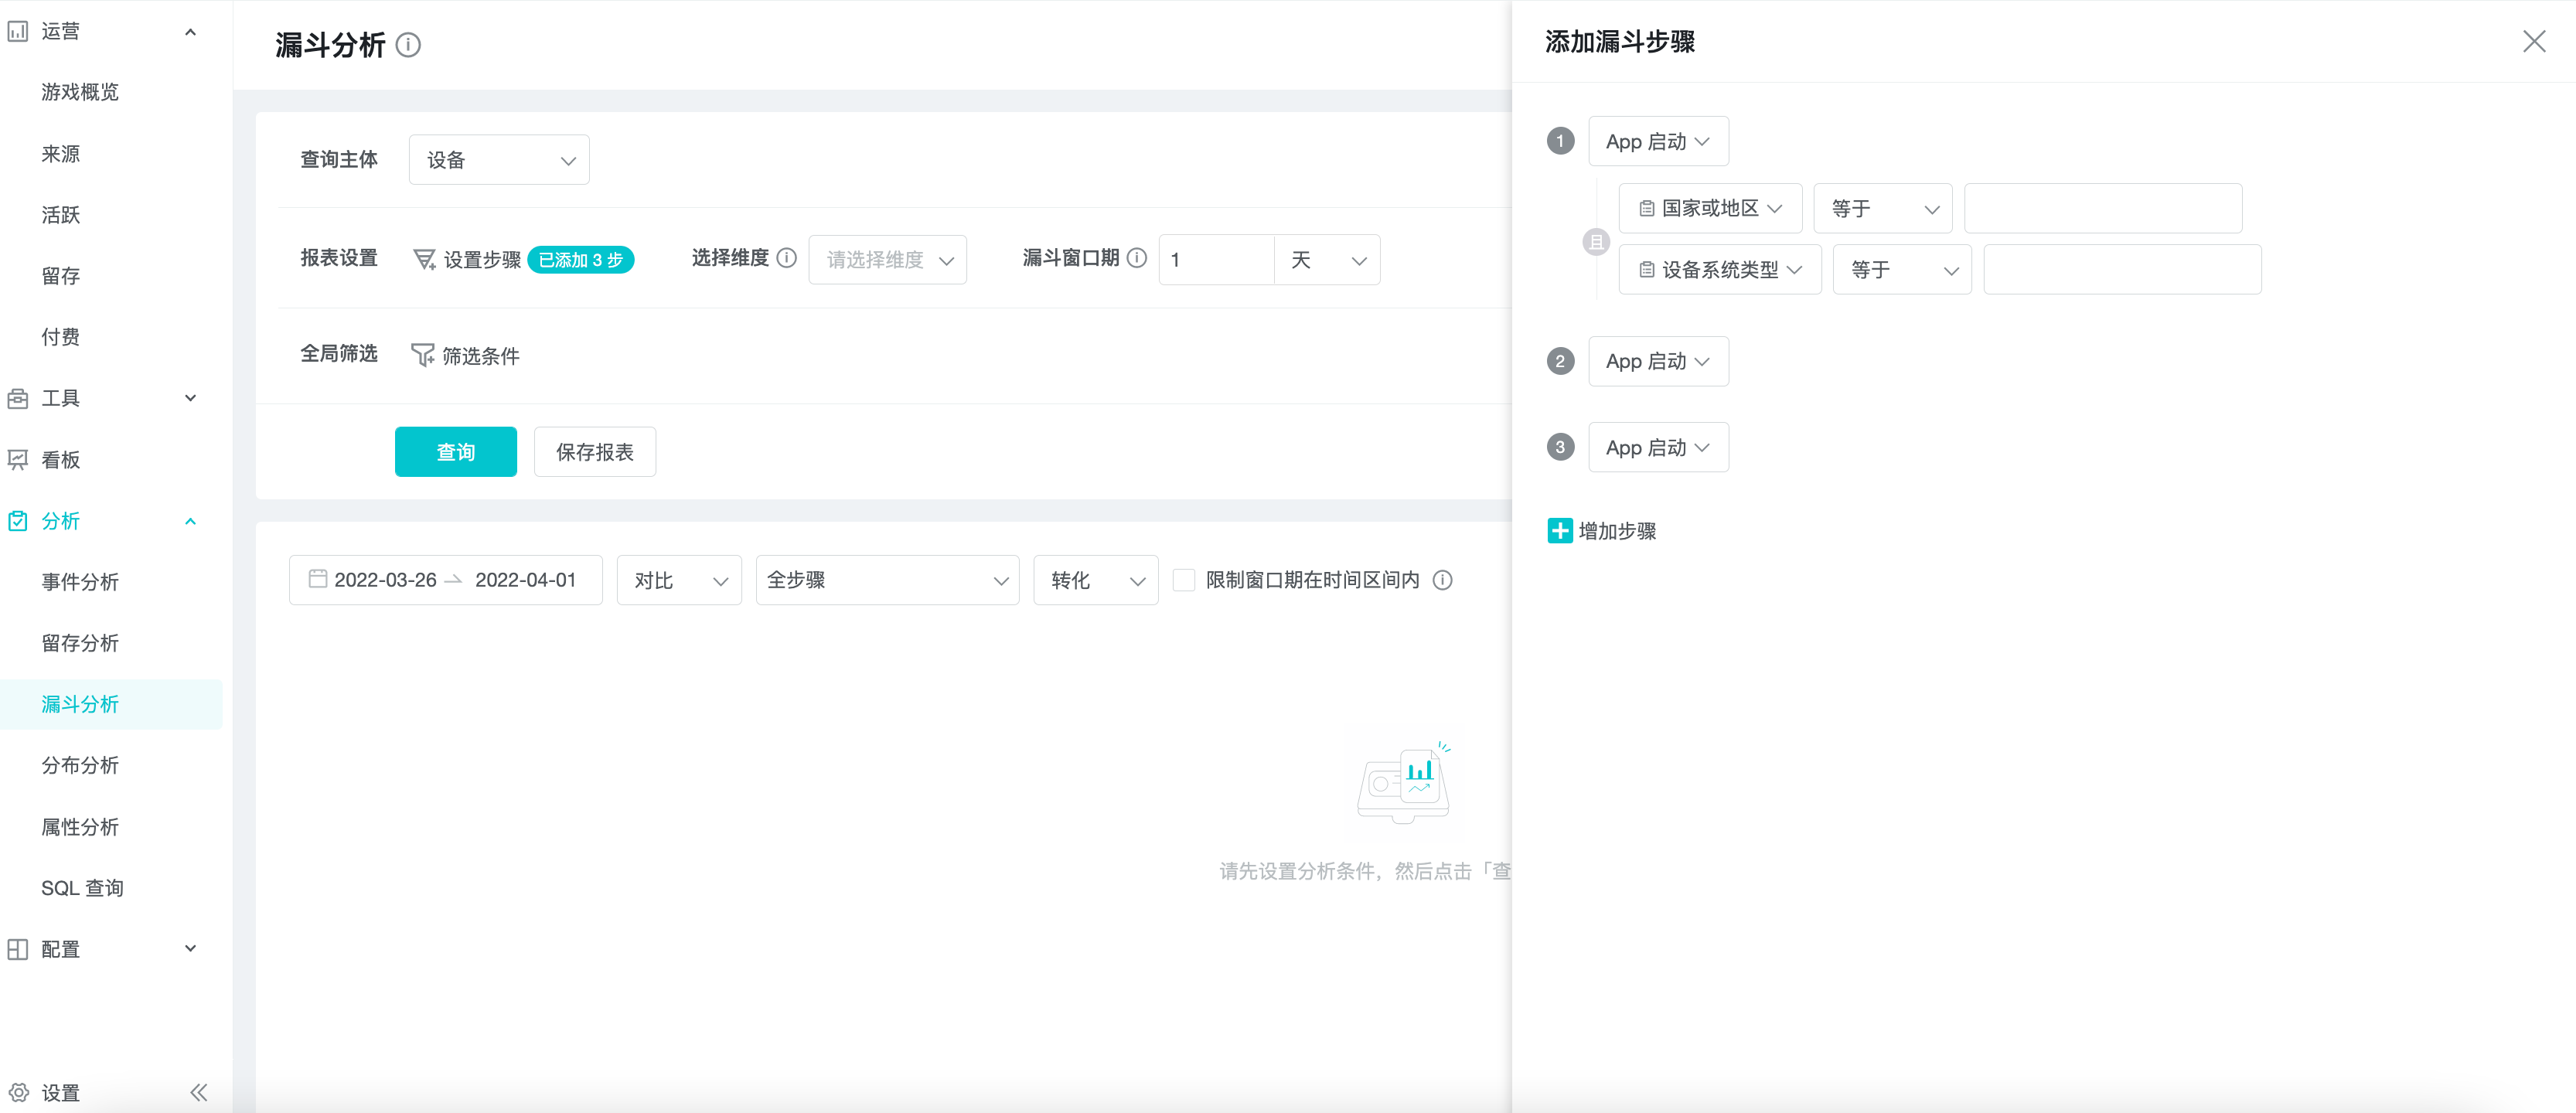 运营
游戏概览
来源
活跃
留存
付费
工具
看板
分析
事件分析
留存分析
漏斗分析
分布分析
属性分析
SQL 查询
配置
设置
漏斗分析
查询主体 设备
报表设置 设置步骤 已添加 3 步 选择维度 请选择维度 漏斗窗口期 1 天
全局筛选 筛选条件
查询 保存报表
2022-03-26 2022-04-01 对比 全步骤 转化 限制窗口期在时间区间内
请先设置分析条件，然后点击「查
添加漏斗步骤
1 App 启动
国家或地区 等于
且
设备系统类型 等于
2 App 启动
3 App 启动
增加步骤